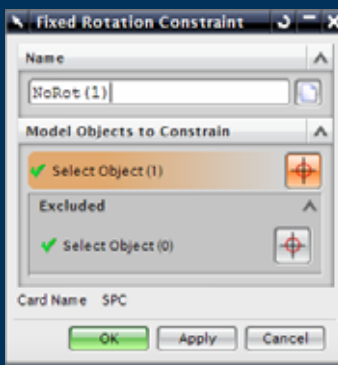 Fixed Rotation Constraint
Name
NoRot(1)
Model Objects to Constrain
Select Object (1)
Excluded
Select Object (0)
Card Name SPC
OK Apply Cancel